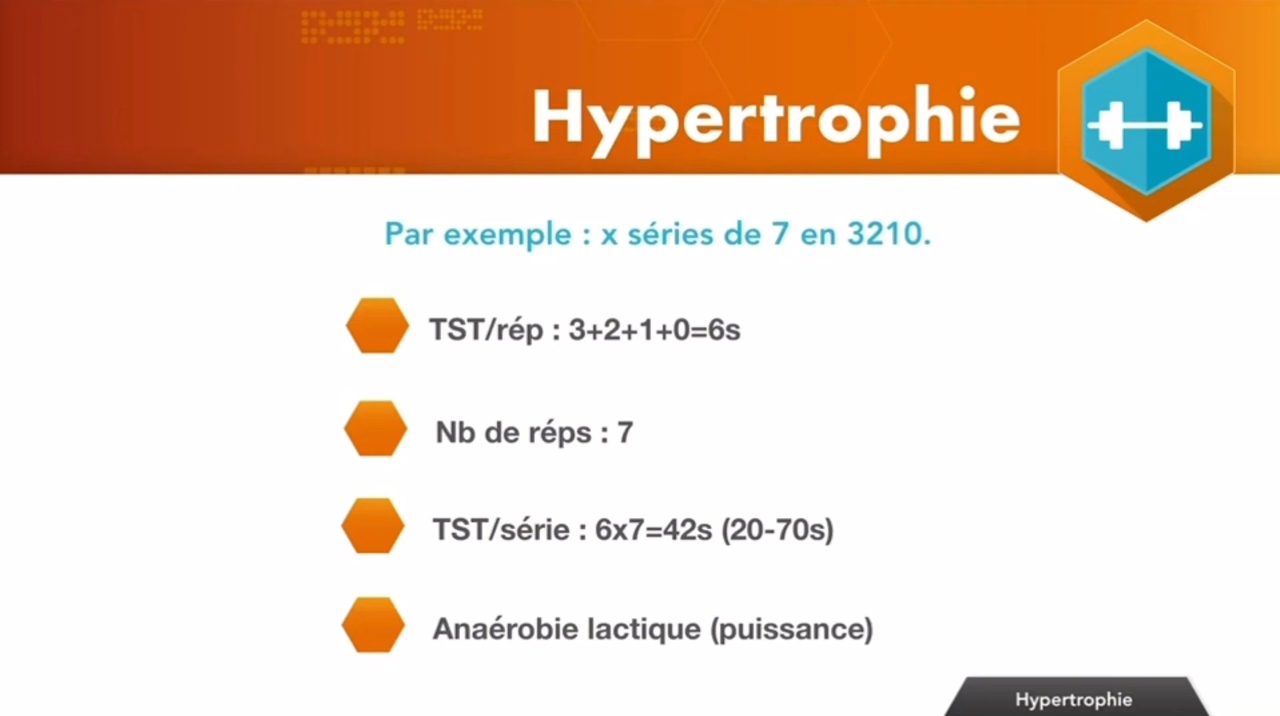 Hypertrophie
Par exemple : x séries de 7 en 3210.
TST/rép : 3+2+1+0=6s
Nb de réps : 7
TST/série : 6x7=42s (20-70s)
Anaérobie lactique (puissance)
Hypertrophie